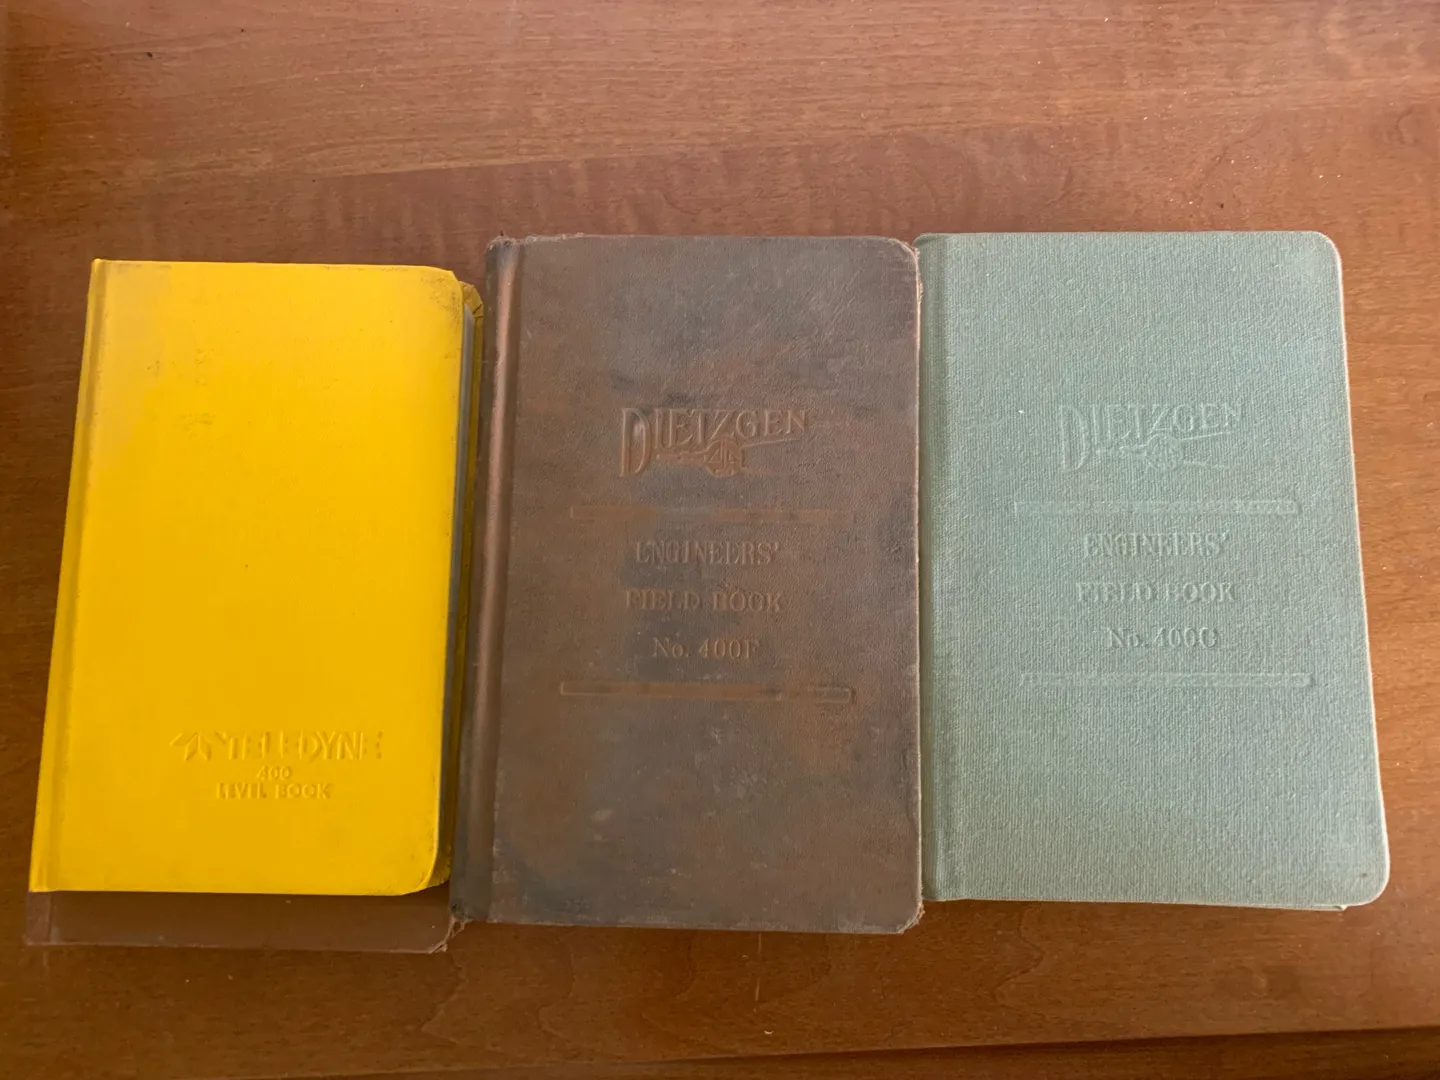 TELEDYNE
400
LEVEL BOOK
DIETZGEN
ENGINEERS'
FIELD BOOK
No. 400F
DIETZGEN
ENGINEERS'
FIELD BOOK
No. 400G